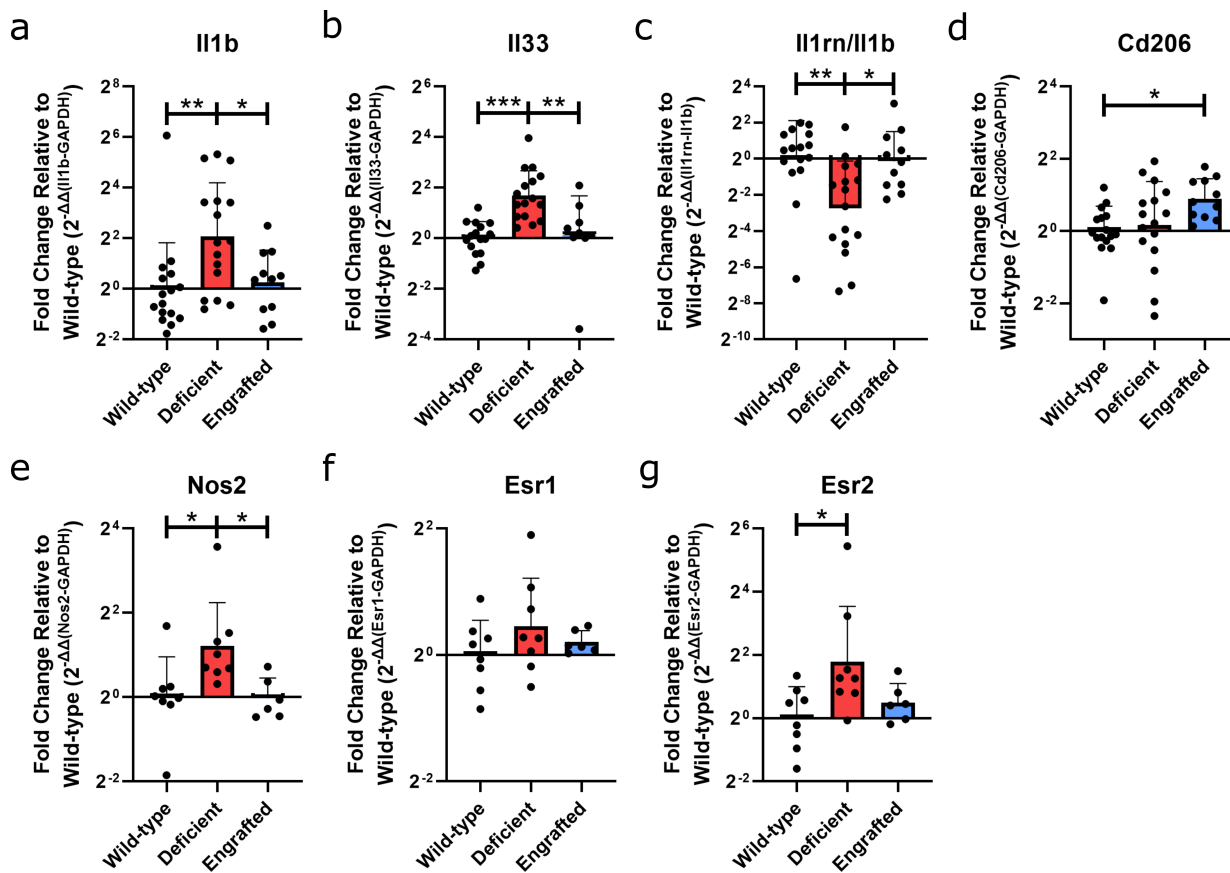 a
Il1b
Fold Change Relative to
Wild-type (2^-ΔΔ(Il1b-GAPDH))
2^8
2^6
2^4
2^2
2^0
2^-2
**
*
Wild-type
Deficient
Engrafted
b
Il33
Fold Change Relative to
Wild-type (2^-ΔΔ(Il33-GAPDH))
2^6
2^4
2^2
2^0
2^-2
2^-4
***
**
Wild-type
Deficient
Engrafted
c
Il1rn/Il1b
Fold Change Relative to
Wild-type (2^-ΔΔ(Il1rn-Il1b))
2^4
2^2
2^0
2^-2
2^-4
2^-6
2^-8
2^-10
**
*
Wild-type
Deficient
Engrafted
d
Cd206
Fold Change Relative to
Wild-type (2^-ΔΔ(Cd206-GAPDH))
2^4
2^2
2^0
2^-2
*
Wild-type
Deficient
Engrafted
e
Nos2
Fold Change Relative to
Wild-type (2^-ΔΔ(Nos2-GAPDH))
2^4
2^2
2^0
2^-2
*
*
Wild-type
Deficient
Engrafted
f
Esr1
Fold Change Relative to
Wild-type (2^-ΔΔ(Esr1-GAPDH))
2^2
2^0
2^-2
Wild-type
Deficient
Engrafted
g
Esr2
Fold Change Relative to
Wild-type (2^-ΔΔ(Esr2-GAPDH))
2^6
2^4
2^2
2^0
2^-2
*
Wild-type
Deficient
Engrafted